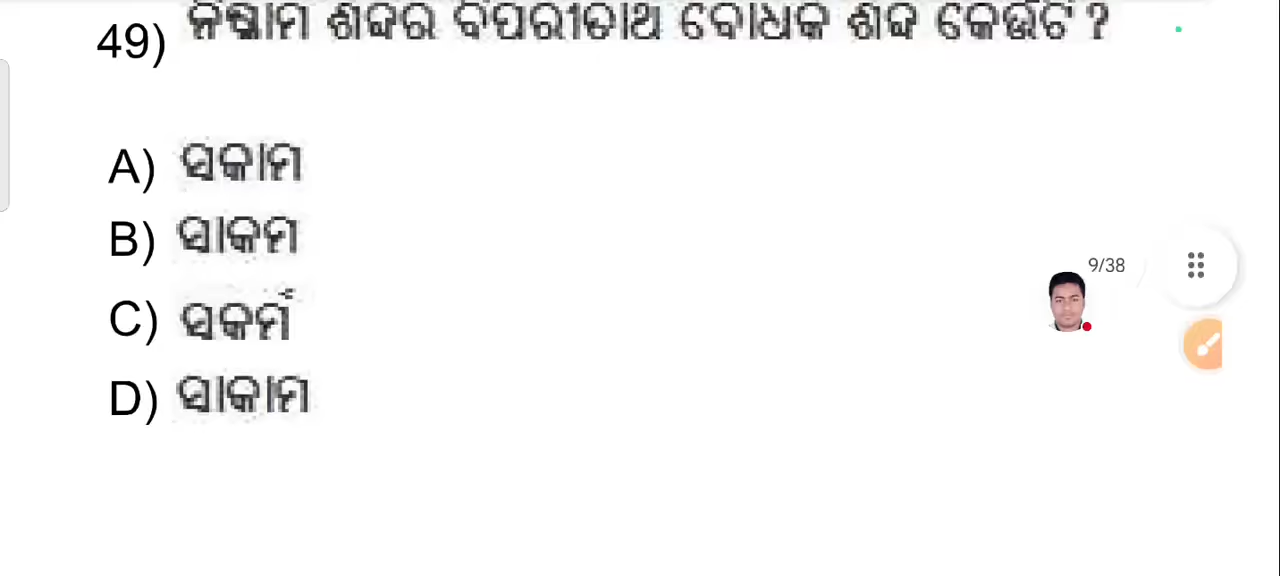 49) ନିଷ୍କାମ ଶବ୍ଦର ବିପରୀତାର୍ଥ ବୋଧକ ଶବ୍ଦ କେଉଁଟି ?
A) ସକାମ
B) ସାକମ
C) ସକର୍ମ
D) ସାକାମ
9/38